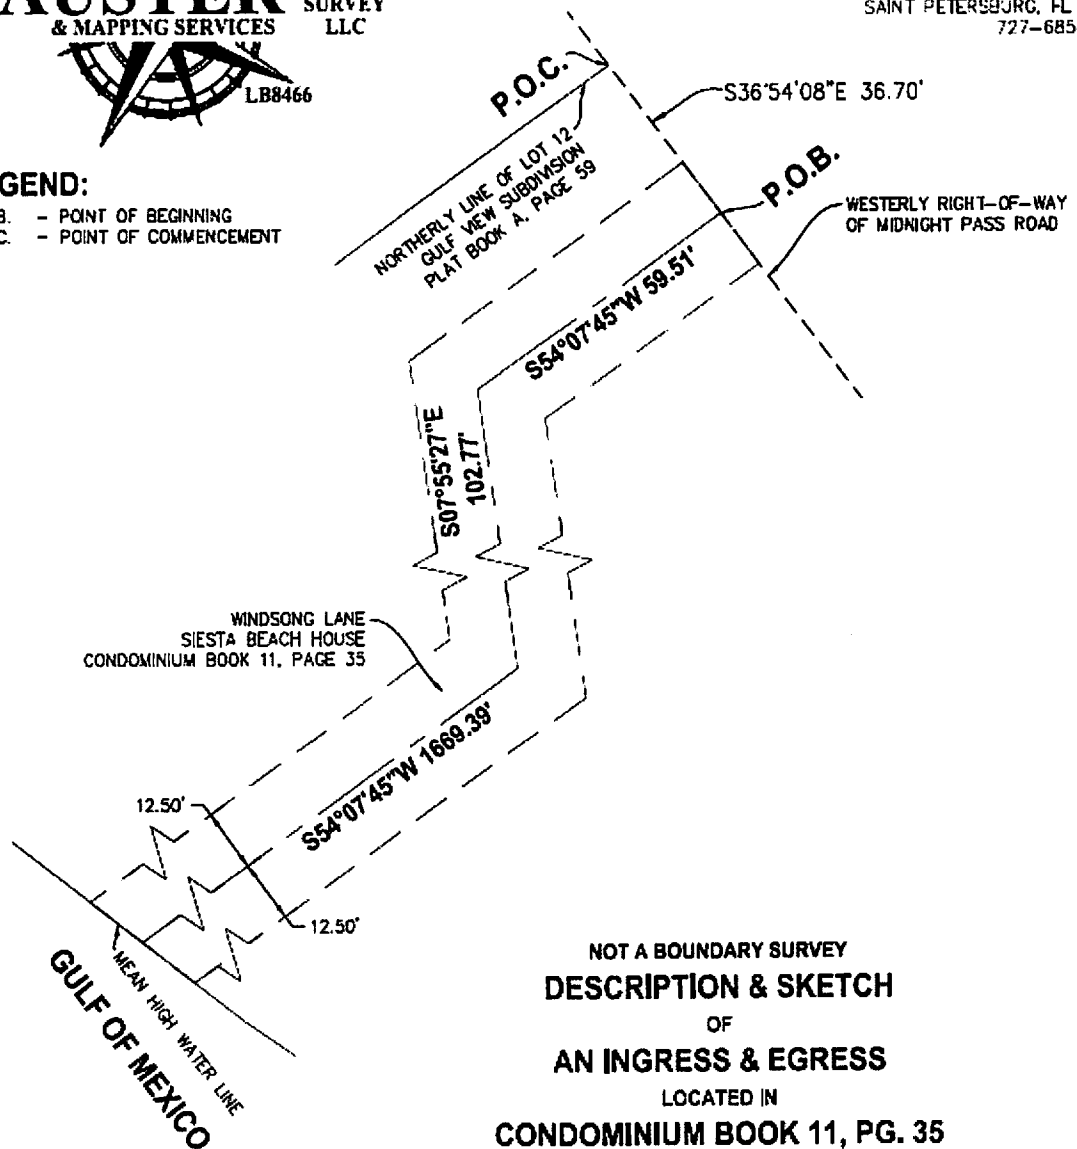 SURVEY
& MAPPING SERVICES LLC
LB8466
SAINT PETERSBURG, FL
727-685
P.O.C.
S36°54'08"E 36.70'
NORTHERLY LINE OF LOT 12
GULF VIEW SUBDIVISION
PLAT BOOK A, PAGE 59
P.O.B.
GEND:
B. - POINT OF BEGINNING
C. - POINT OF COMMENCEMENT
WESTERLY RIGHT-OF-WAY
OF MIDNIGHT PASS ROAD
S54°07'45"W 59.51'
S07°55'27"E
102.77'
WINDSONG LANE
SIESTA BEACH HOUSE
CONDOMINIUM BOOK 11, PAGE 35
S54°07'45"W 1669.39'
12.50'
12.50'
MEAN HIGH WATER LINE
GULF OF MEXICO
NOT A BOUNDARY SURVEY
DESCRIPTION & SKETCH
OF
AN INGRESS & EGRESS
LOCATED IN
CONDOMINIUM BOOK 11, PG. 35